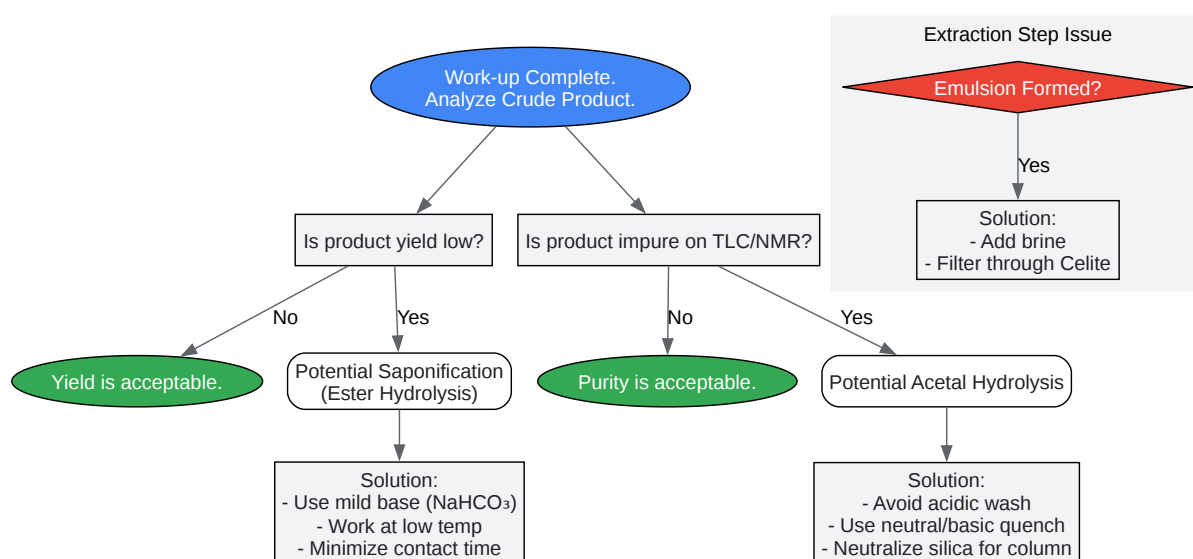 Extraction Step Issue
Work-up Complete.
Analyze Crude Product.
Emulsion Formed?
Yes
Solution:
- Add brine
- Filter through Celite
Is product yield low?
Is product impure on TLC/NMR?
No
Yes
No
Yes
Yield is acceptable.
Potential Saponification
(Ester Hydrolysis)
Purity is acceptable.
Potential Acetal Hydrolysis
Solution:
- Use mild base (NaHCO₃)
- Work at low temp
- Minimize contact time
Solution:
- Avoid acidic wash
- Use neutral/basic quench
- Neutralize silica for column